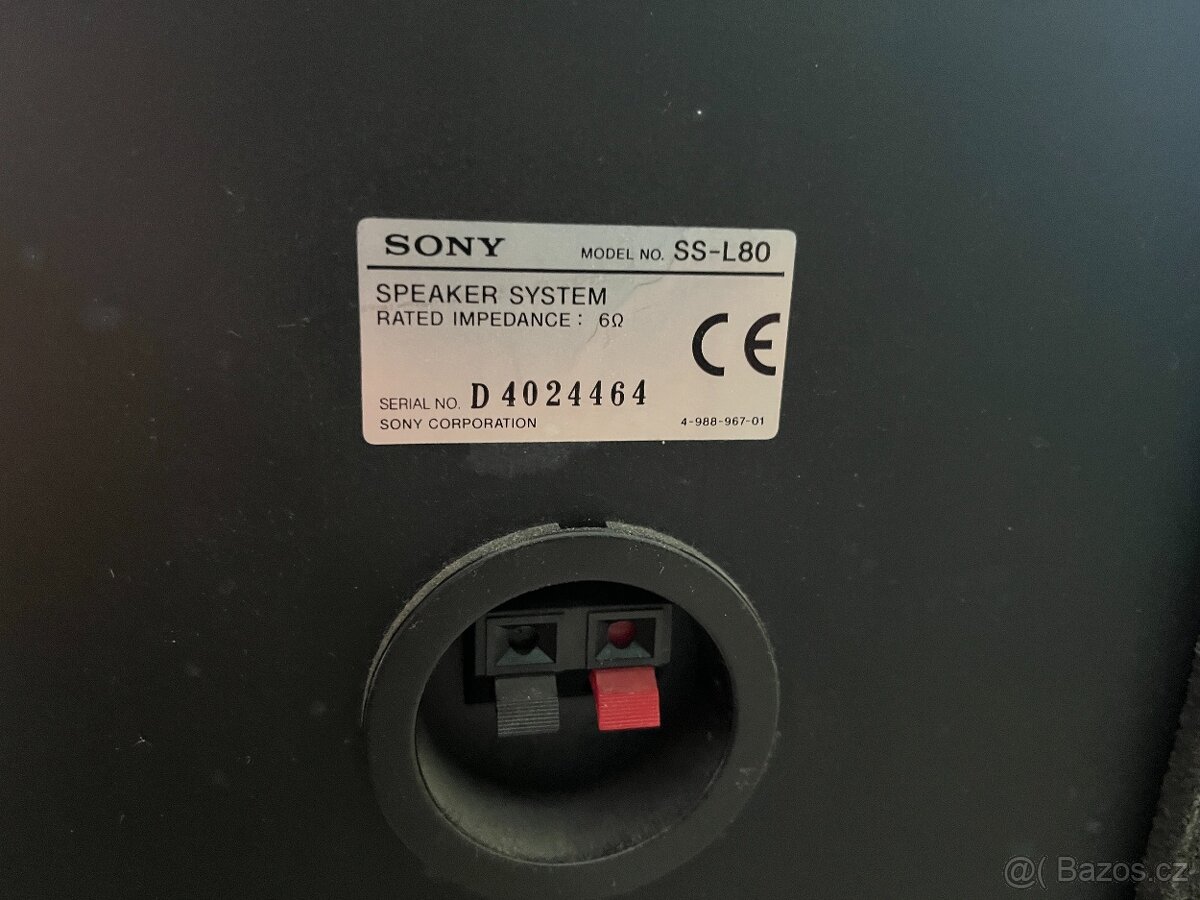 SONY MODEL NO. SS-L80
SPEAKER SYSTEM
RATED IMPEDANCE : 6Ω
CE
SERIAL NO. D 4024464
SONY CORPORATION 4-988-967-01
@( Bazos.cz